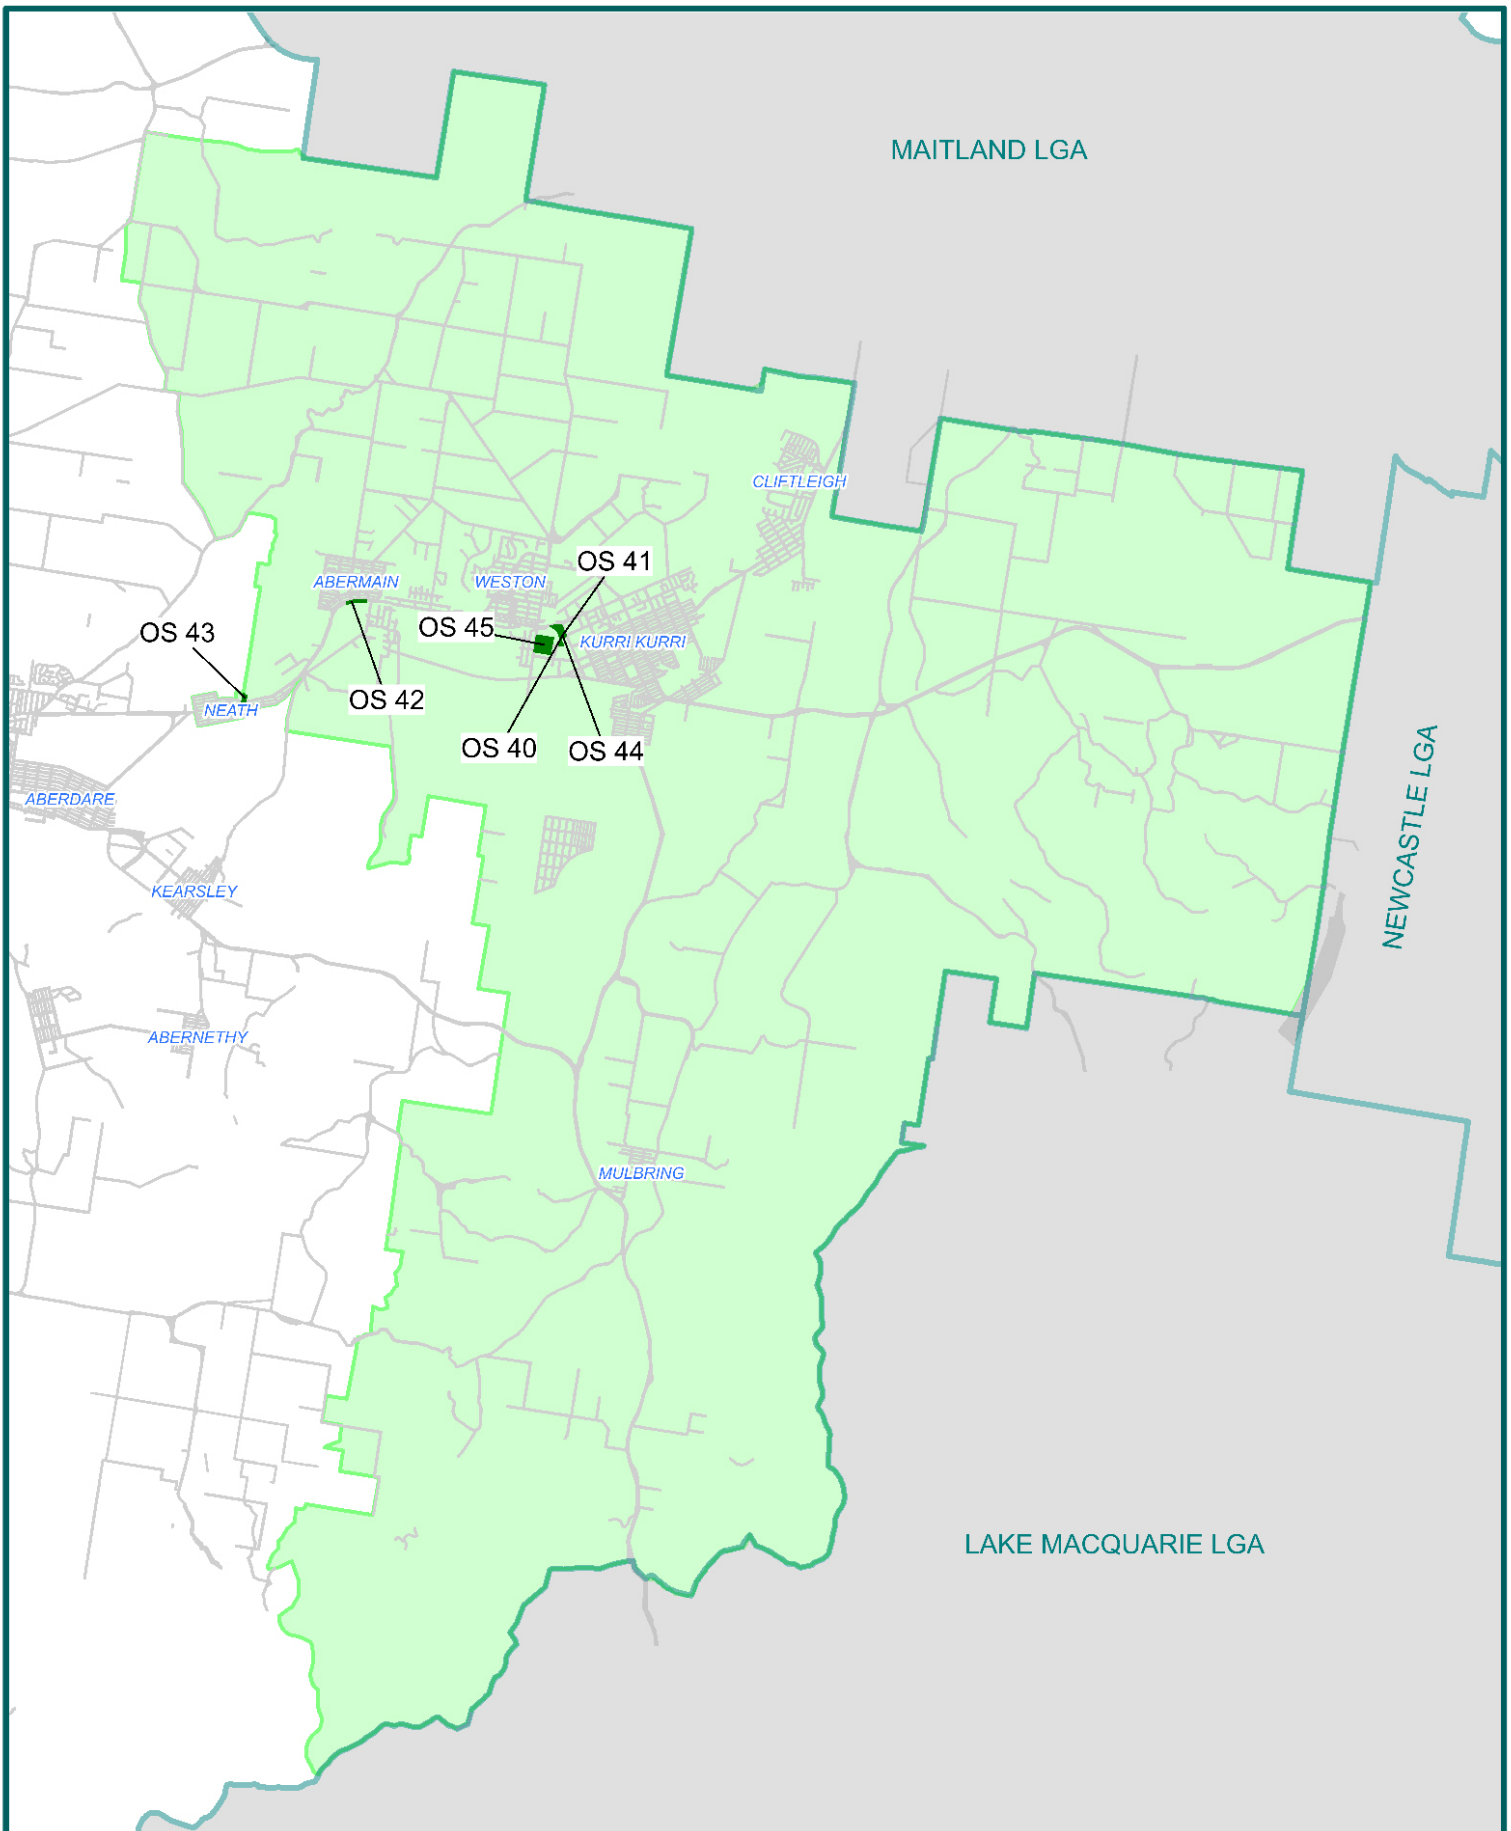 MAITLAND LGA
CLIFTLEIGH
OS 41
ABERMAIN
WESTON
OS 45
OS 43
KURRI KURRI
OS 42
NEATH
OS 40
OS 44
ABERDARE
NEWCASTLE LGA
KEARSLEY
ABERNETHY
MULBRING
LAKE MACQUARIE LGA